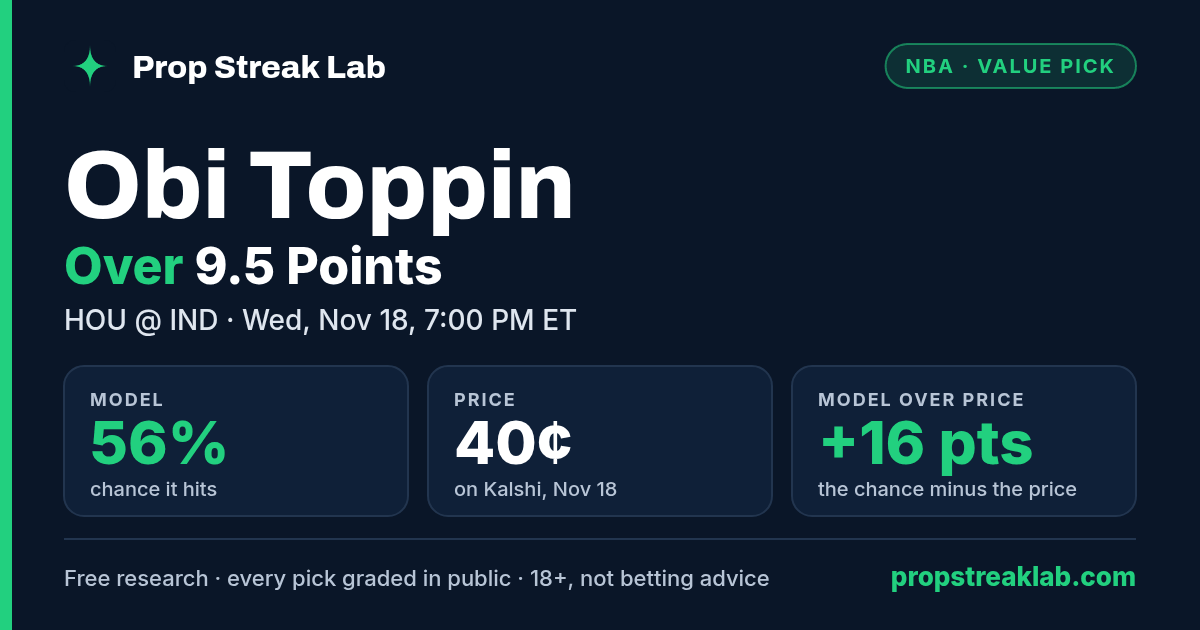 Prop Streak Lab
NBA · VALUE PICK
Obi Toppin
Over 9.5 Points
HOU @ IND · Wed, Nov 18, 7:00 PM ET
MODEL
56%
chance it hits
PRICE
40¢
on Kalshi, Nov 18
MODEL OVER PRICE
+16 pts
the chance minus the price
Free research · every pick graded in public · 18+, not betting advice
propstreaklab.com